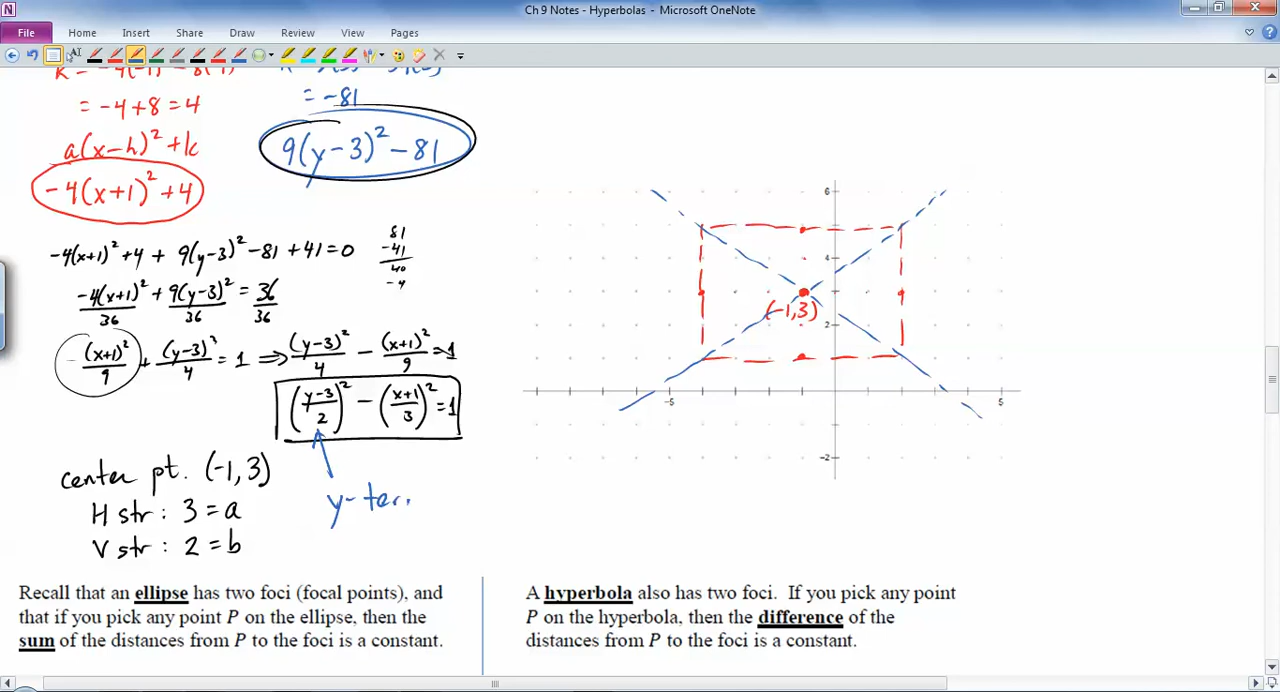 Ch 9 Notes - Hyperbolas - Microsoft OneNote
File Home Insert Share Draw Review View Pages
= -4 + 8 = 4
a(x-h)² + k
-4(x+1)² + 4
= -81
9(y-3)² - 81
-4(x+1)² + 4 + 9(y-3)² - 81 + 41 = 0
-4(x+1)²/36 + 9(y-3)²/36 = 36/36
-(x+1)²/9 + (y-3)²/4 = 1 ⇒ (y-3)²/4 - (x+1)²/9 = 1
((y-3)/2)² - ((x+1)/3)² = 1
81
-41
40
-4
center pt. (-1, 3)
H str: 3 = a
V str: 2 = b
y-ter
6
4
2
-2
-5
5
(-1,3)
Recall that an ellipse has two foci (focal points), and
that if you pick any point P on the ellipse, then the
sum of the distances from P to the foci is a constant.
A hyperbola also has two foci. If you pick any point
P on the hyperbola, then the difference of the
distances from P to the foci is a constant.